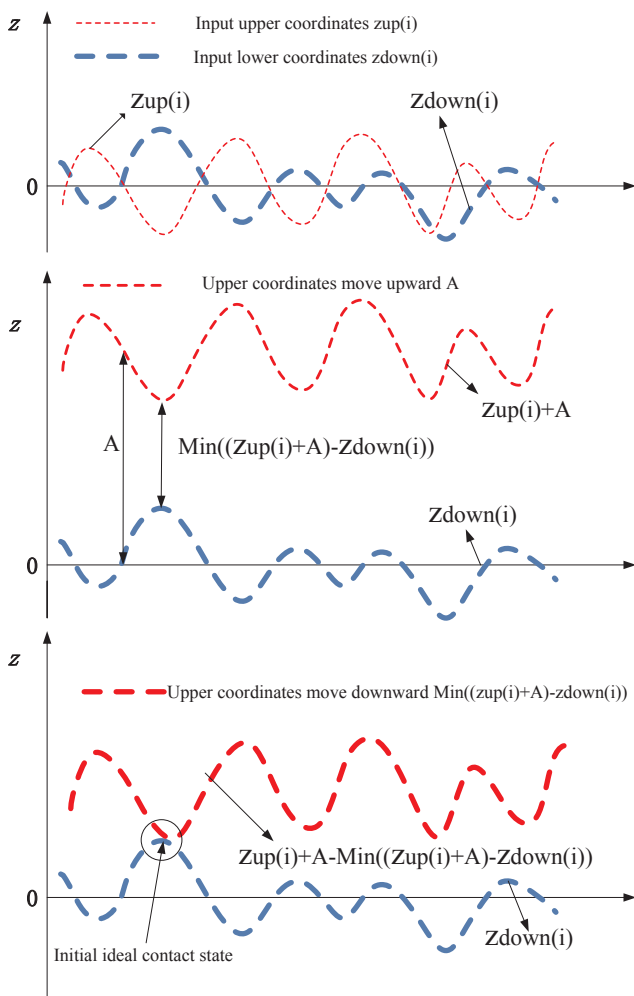 z
Input upper coordinates zup(i)
Input lower coordinates zdown(i)
Zup(i)
Zdown(i)
0
z
Upper coordinates move upward A
Zup(i)+A
A
Min((Zup(i)+A)-Zdown(i))
Zdown(i)
0
z
Upper coordinates move downward Min((zup(i)+A)-zdown(i))
Zup(i)+A-Min((Zup(i)+A)-Zdown(i))
0
Zdown(i)
Initial ideal contact state